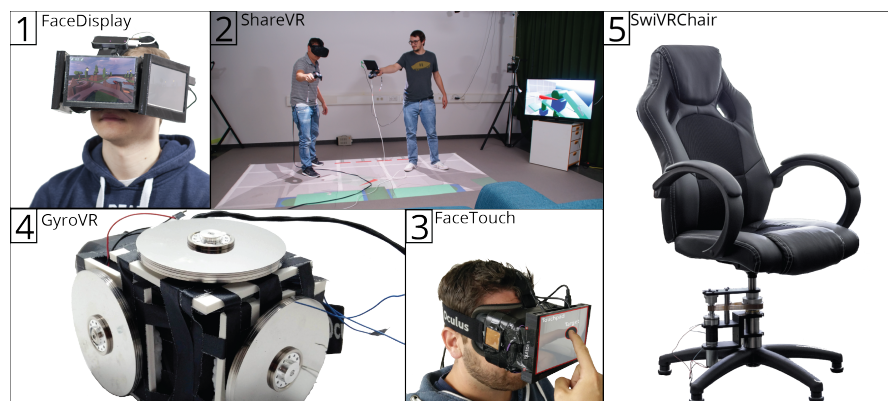 1 FaceDisplay
2 ShareVR
5 SwiVRChair
4 GyroVR
3 FaceTouch
Oculus